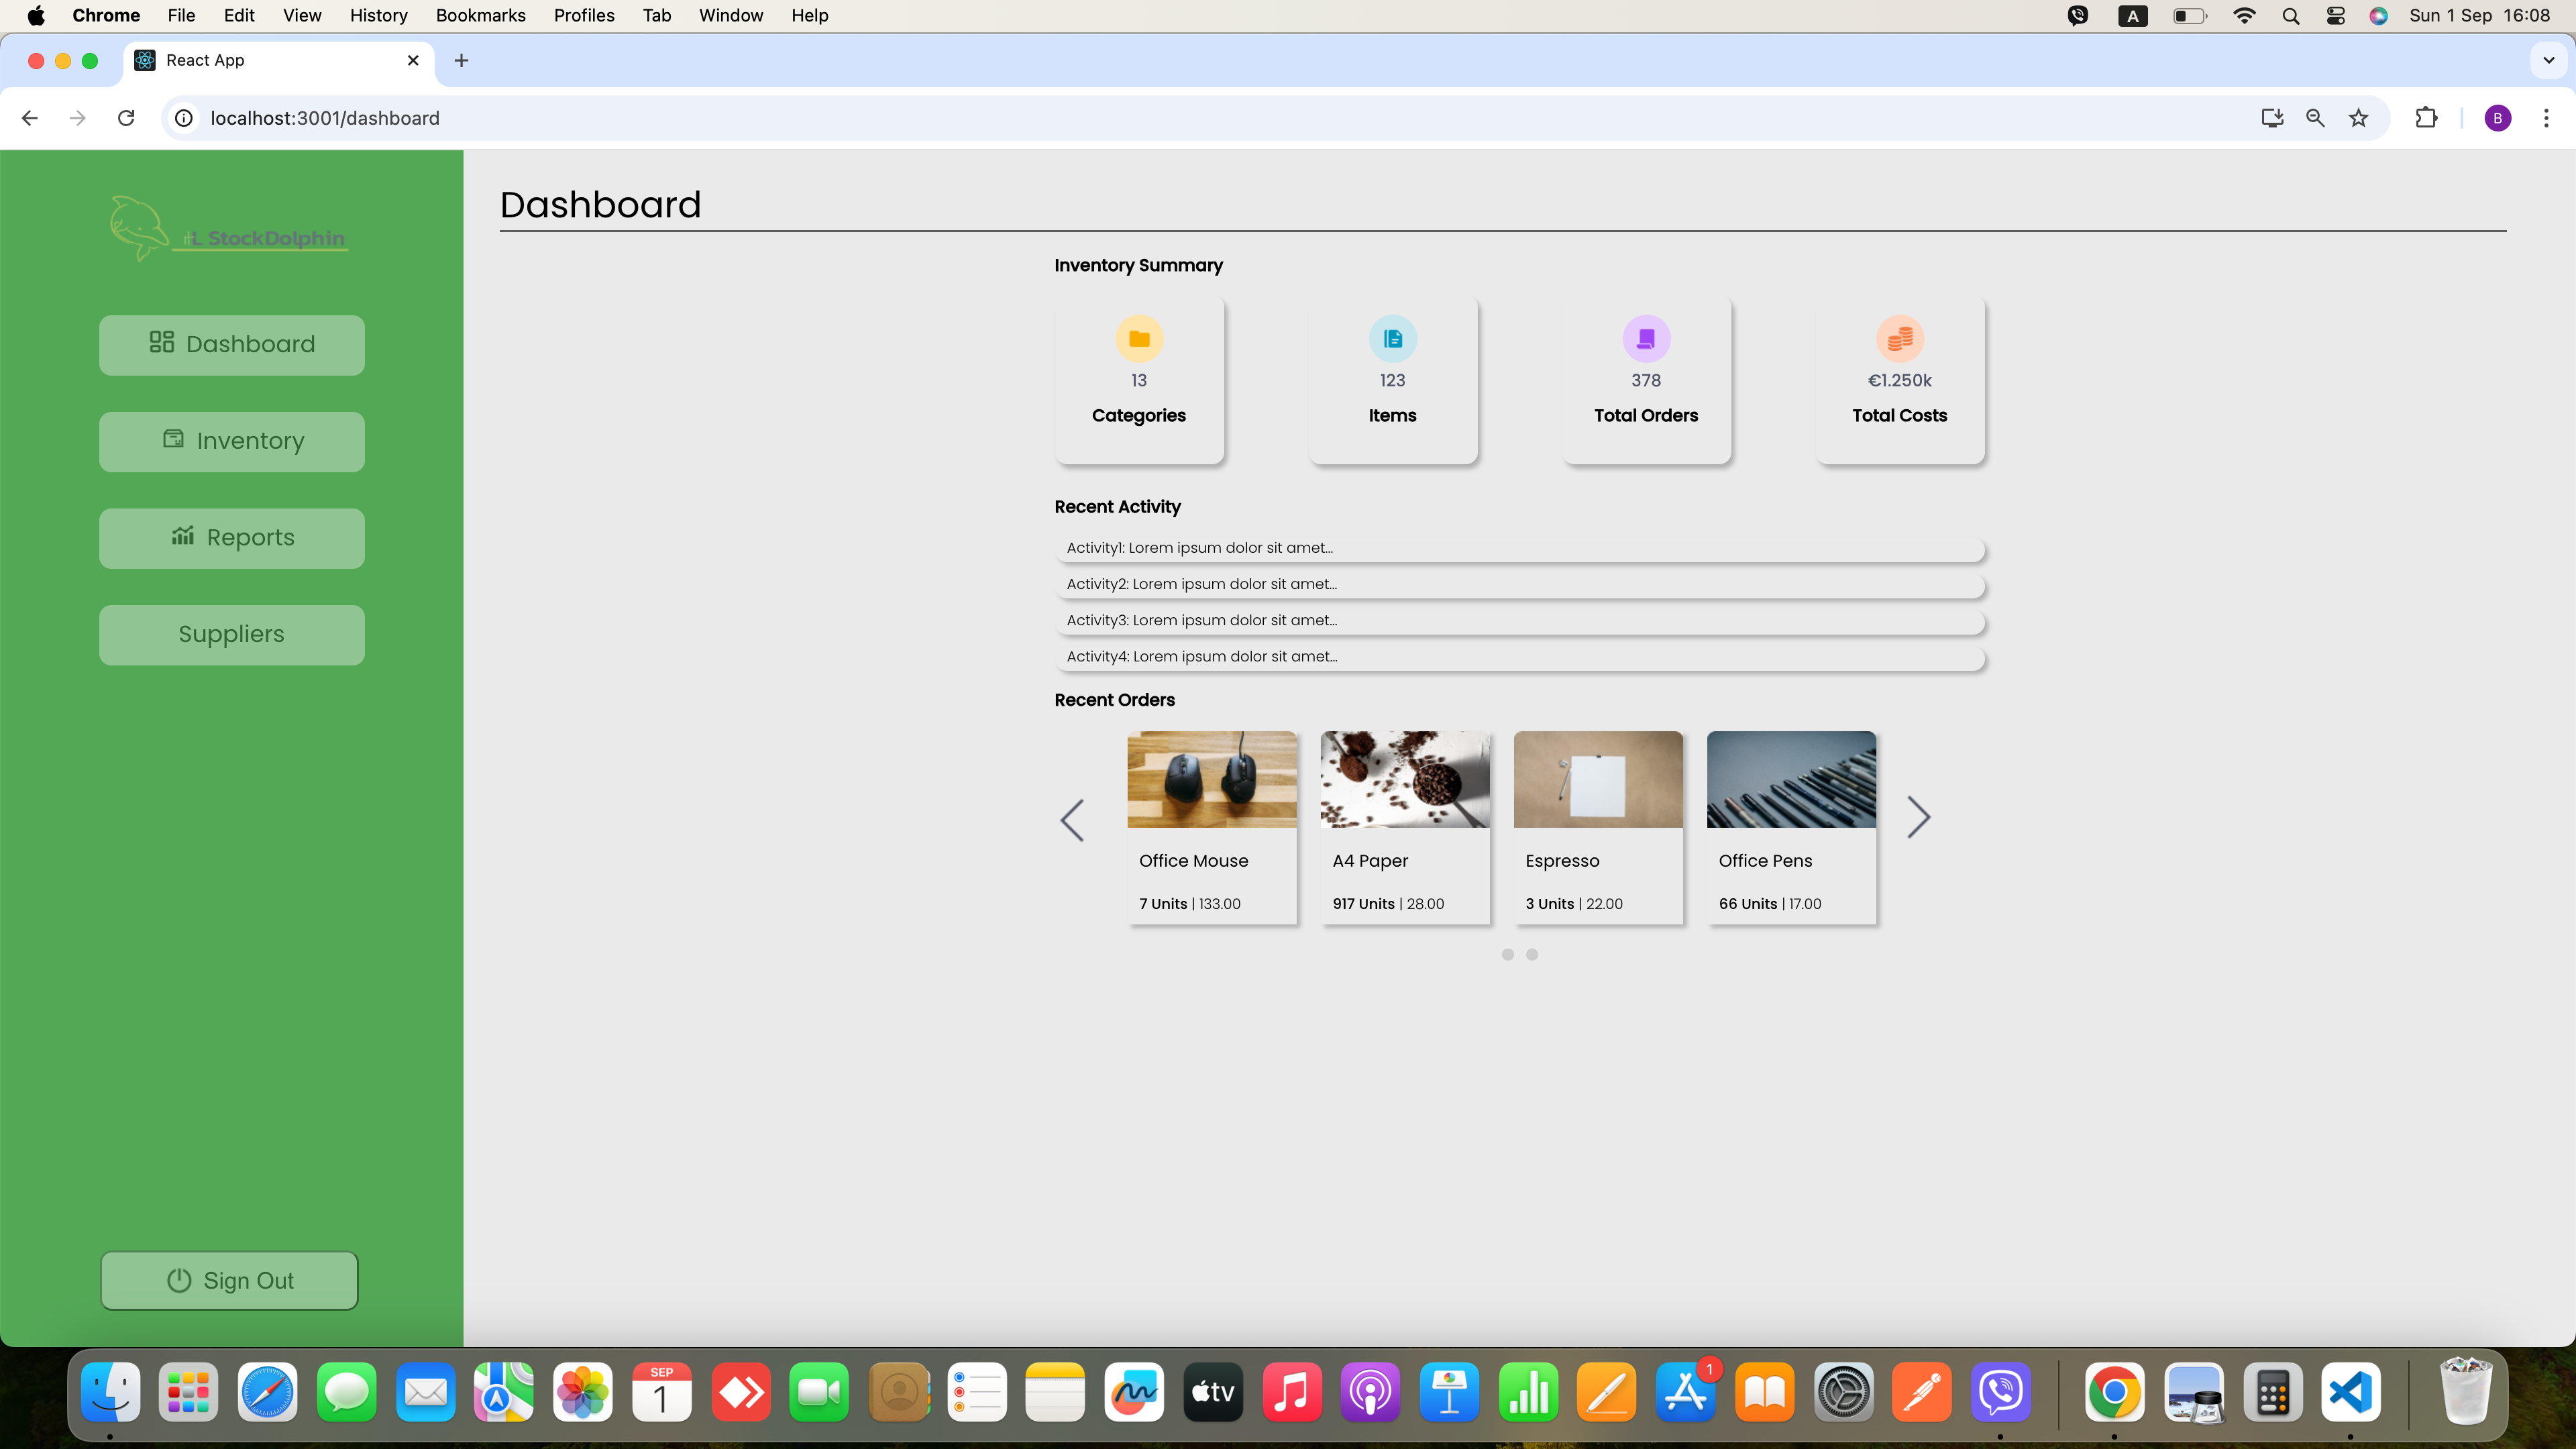 Chrome File Edit View History Bookmarks Profiles Tab Window Help A Sun 1 Sep 16:08
React App
localhost:3001/dashboard B
StockDolphin
Dashboard
Inventory
Reports
Suppliers
Sign Out
Dashboard
Inventory Summary
13 123 378 €1.250k
Categories Items Total Orders Total Costs
Recent Activity
Activity1: Lorem ipsum dolor sit amet...
Activity2: Lorem ipsum dolor sit amet...
Activity3: Lorem ipsum dolor sit amet...
Activity4: Lorem ipsum dolor sit amet...
Recent Orders
Office Mouse A4 Paper Espresso Office Pens
7 Units | 133.00 917 Units | 28.00 3 Units | 22.00 66 Units | 17.00
SEP
1
tv
1